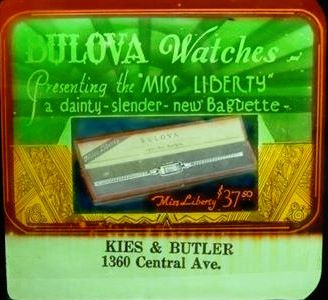 BULOVA Watches
Presenting the "MISS LIBERTY"
a dainty-slender-new Baguette-
BULOVA
Miss Liberty $37.50
KIES & BUTLER
1360 Central Ave.